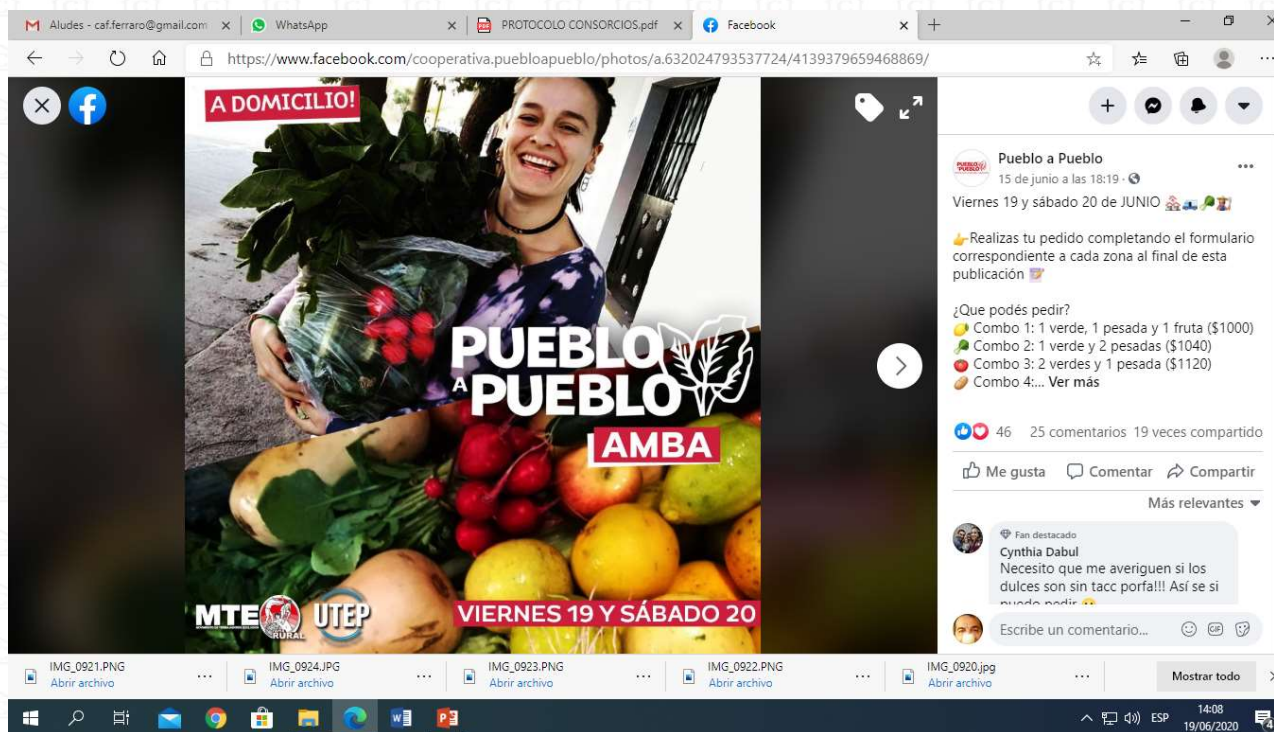 Aludes - caf.ferraro@gmail.com
WhatsApp
PROTOCOLO CONSORCIOS.pdf
Facebook
https://www.facebook.com/cooperativa.puebloapueblo/photos/a.632024793537724/4139379659468869/
A DOMICILIO!
PUEBLO
A PUEBLO
AMBA
MTE
RURAL
UTEP
VIERNES 19 Y SÁBADO 20
Pueblo a Pueblo
15 de junio a las 18:19 ·
Viernes 19 y sábado 20 de JUNIO
Realizas tu pedido completando el formulario
correspondiente a cada zona al final de esta
publicación
¿Que podés pedir?
Combo 1: 1 verde, 1 pesada y 1 fruta ($1000)
Combo 2: 1 verde y 2 pesadas ($1040)
Combo 3: 2 verdes y 1 pesada ($1120)
Combo 4:... Ver más
46 25 comentarios 19 veces compartido
Me gusta Comentar Compartir
Más relevantes
Fan destacado
Cynthia Dabul
Necesito que me averiguen si los
dulces son sin tacc porfa!!! Así se si
puedo pedir
Escribe un comentario...
GIF
IMG_0921.PNG
Abrir archivo
IMG_0924.JPG
Abrir archivo
IMG_0923.PNG
Abrir archivo
IMG_0922.PNG
Abrir archivo
IMG_0920.jpg
Abrir archivo
Mostrar todo
ESP
14:08
19/06/2020
4